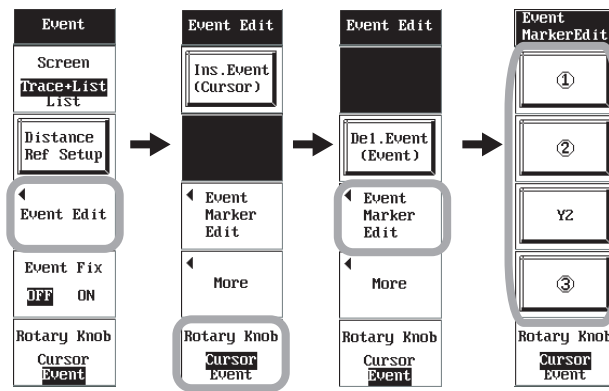 Event
Screen
Trace+List
List
Distance
Ref Setup
Event Edit
Event Fix
OFF ON
Rotary Knob
Cursor
Event
Event Edit
Ins.Event
(Cursor)
Event
Marker
Edit
More
Rotary Knob
Cursor
Event
Event Edit
Del.Event
(Event)
Event
Marker
Edit
More
Rotary Knob
Cursor
Event
Event
MarkerEdit
①
②
Y2
③
Rotary Knob
Cursor
Event